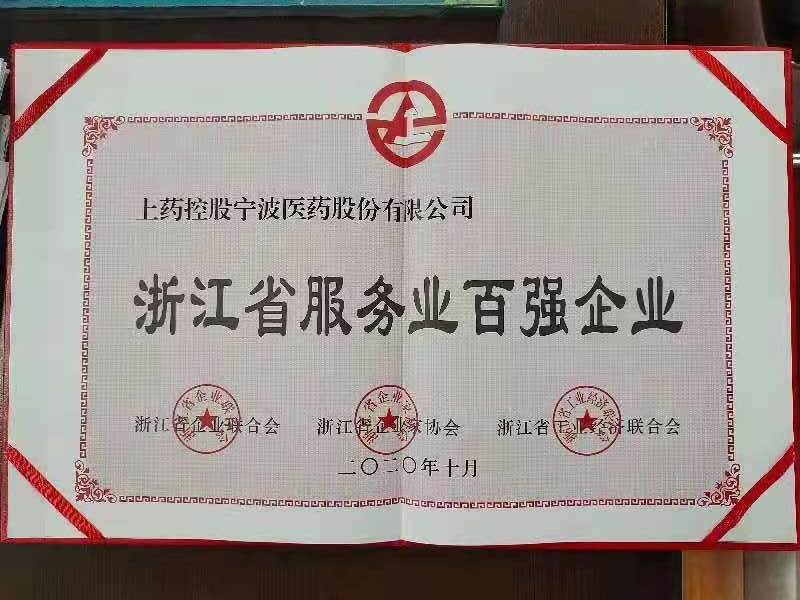 上药控股宁波医药股份有限公司
浙江省服务业百强企业
浙江省企业联合会 浙江省企业家协会 浙江省工业经济联合会
二〇二〇年十月